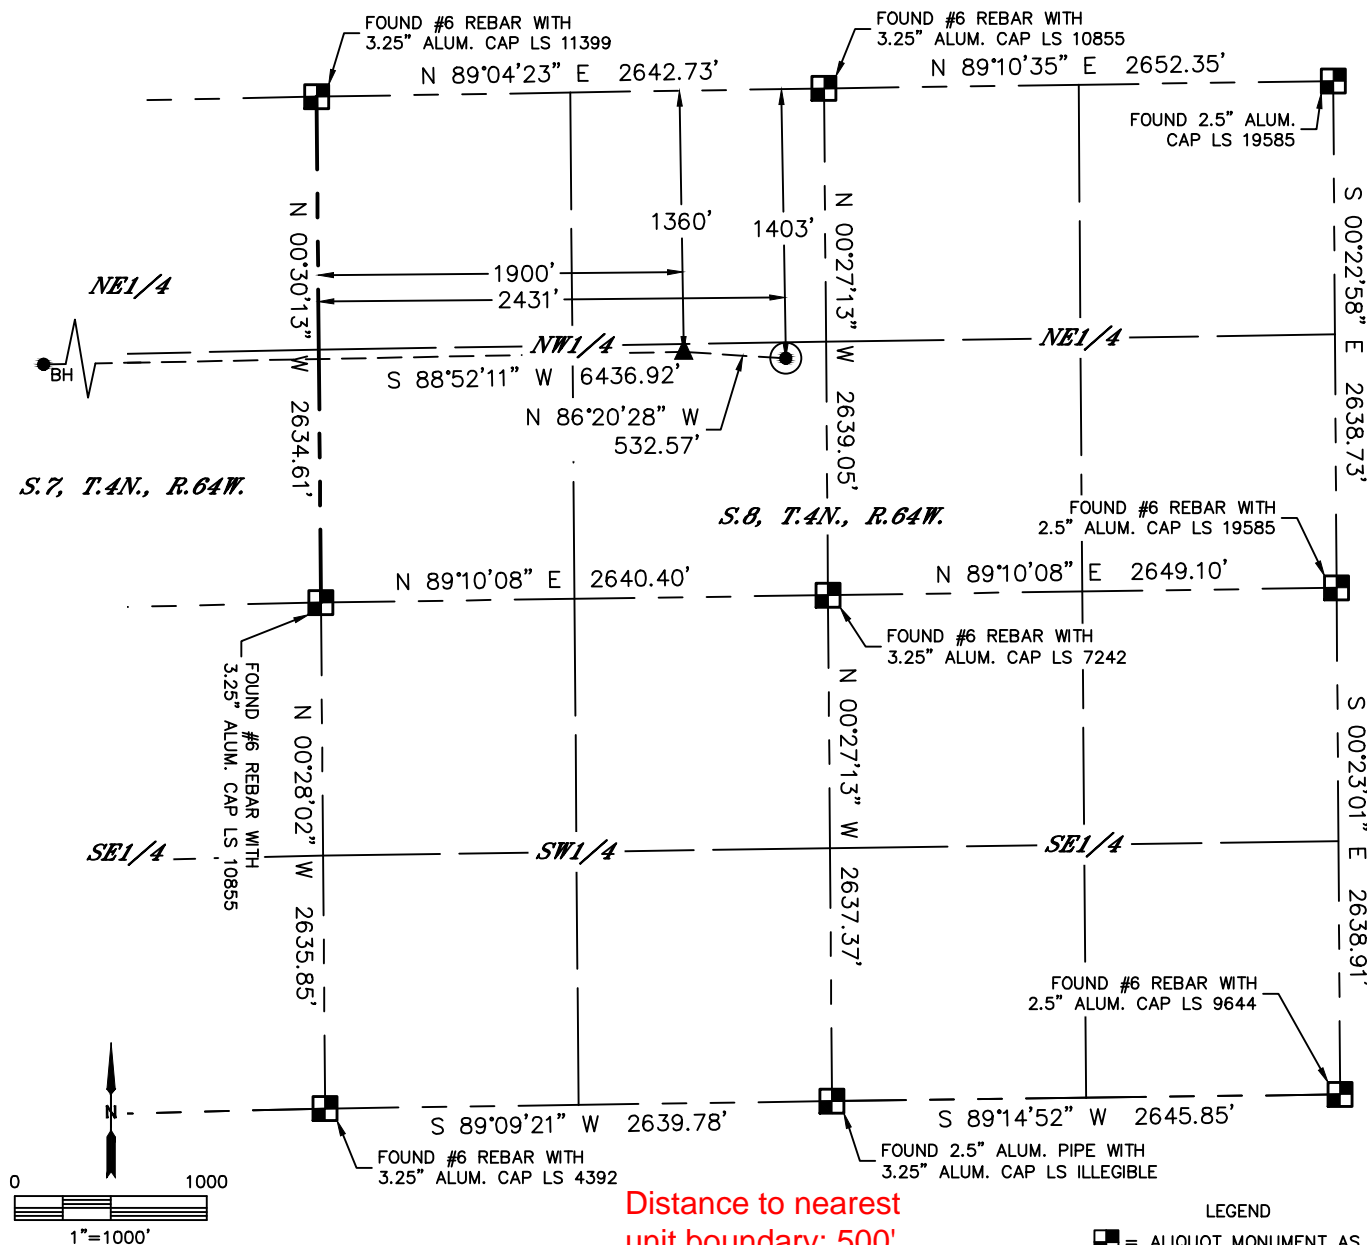 FOUND #6 REBAR WITH
3.25" ALUM. CAP LS 11399
FOUND #6 REBAR WITH
3.25" ALUM. CAP LS 10855
N 89°04'23" E 2642.73'
N 89°10'35" E 2652.35'
FOUND 2.5" ALUM.
CAP LS 19585
N 00°30'13" W 2634.61'
N 00°27'13" W 2639.05'
S 00°22'58" E 2638.73'
1360'
1403'
1900'
2431'
NE1/4
NW1/4
NE1/4
BH
S 88°52'11" W 6436.92'
N 86°20'28" W
532.57'
S.7, T.4N., R.64W.
S.8, T.4N., R.64W.
FOUND #6 REBAR WITH
2.5" ALUM. CAP LS 19585
N 89°10'08" E 2640.40'
N 89°10'08" E 2649.10'
FOUND #6 REBAR WITH
3.25" ALUM. CAP LS 7242
FOUND #6 REBAR WITH
3.25" ALUM. CAP LS 10855
N 00°28'02" W 2635.85'
N 00°27'13" W 2637.37'
S 00°23'01" E 2638.91'
SE1/4
SW1/4
SE1/4
FOUND #6 REBAR WITH
2.5" ALUM. CAP LS 9644
N
S 89°09'21" W 2639.78'
S 89°14'52" W 2645.85'
FOUND #6 REBAR WITH
3.25" ALUM. CAP LS 4392
FOUND 2.5" ALUM. PIPE WITH
3.25" ALUM. CAP LS ILLEGIBLE
0 1000
1"=1000'
Distance to nearest
unit boundary: 500'
LEGEND
= ALIQUOT MONUMENT AS